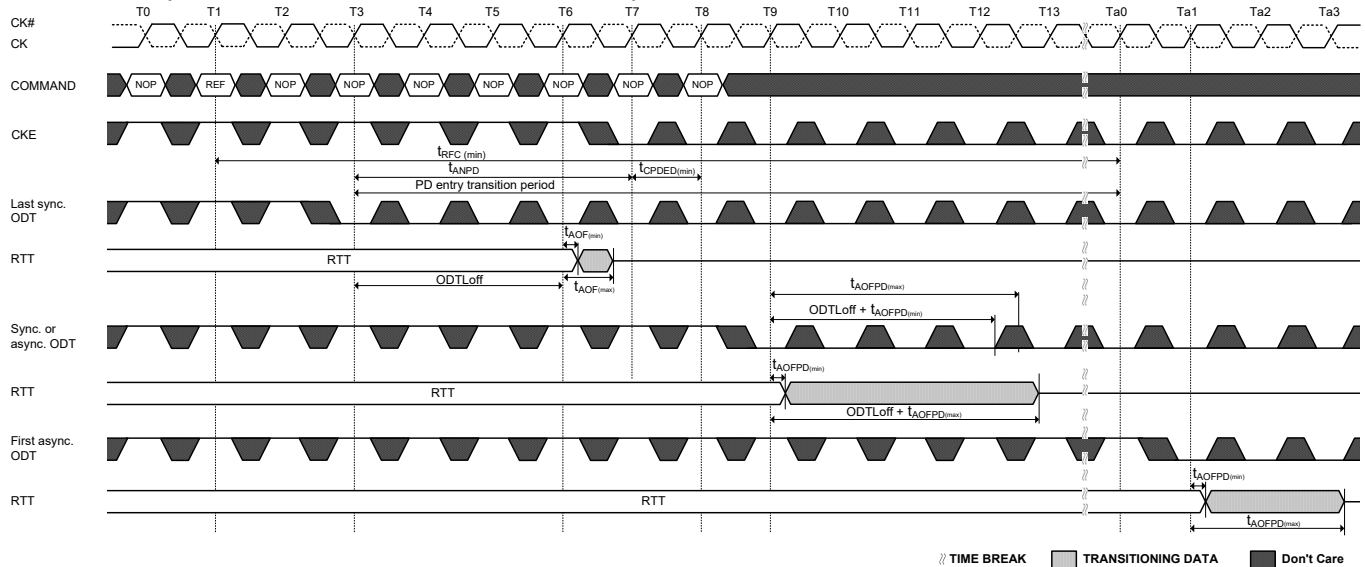 T0 T1 T2 T3 T4 T5 T6 T7 T8 T9 T10 T11 T12 T13 Ta0 Ta1 Ta2 Ta3
CK#
CK
COMMAND NOP REF NOP NOP NOP NOP NOP NOP NOP
CKE
tRFC (min)
tANPD tCPDED(min)
PD entry transition period
Last sync.
ODT
tAOF(min)
RTT RTT
ODTLoff tAOF(max)
tAOFPD(max)
ODTLoff + tAOFPD(min)
Sync. or
async. ODT
tAOFPD(min)
RTT RTT
ODTLoff + tAOFPD(max)
First async.
ODT
tAOFPD(min)
RTT RTT
tAOFPD(max)
TIME BREAK TRANSITIONING DATA Don't Care